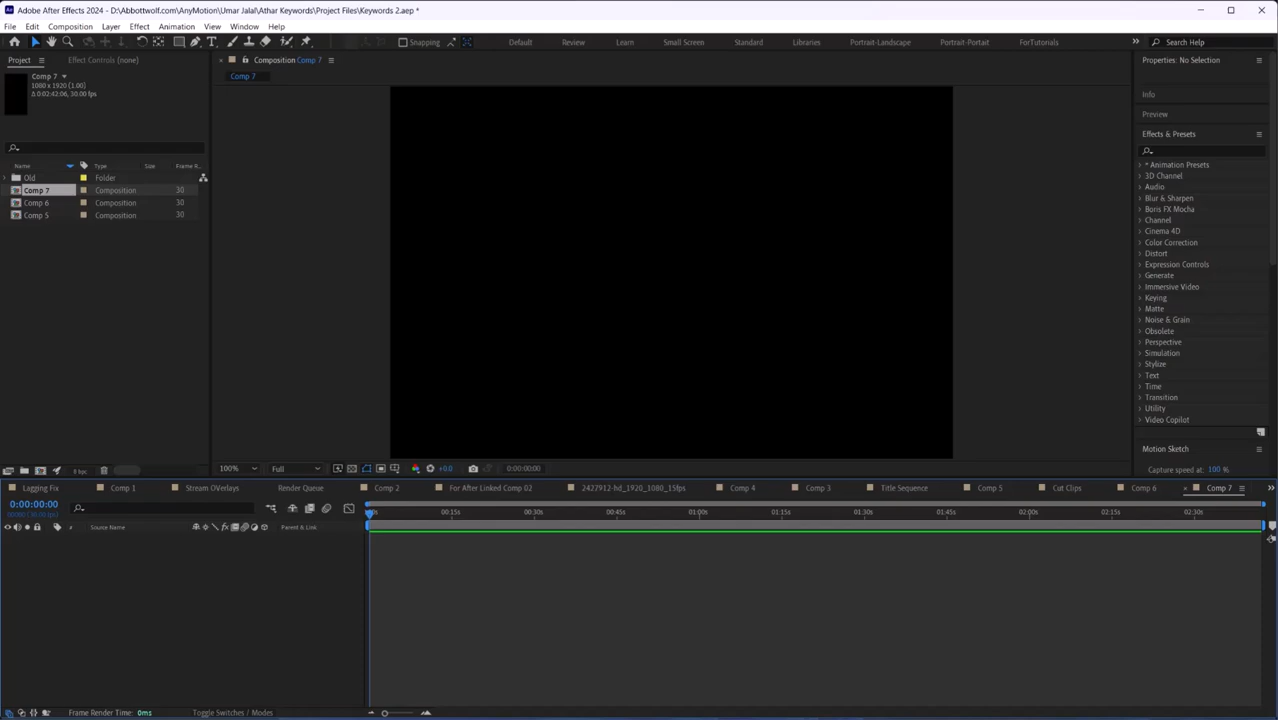 Adobe After Effects 2024 - D:\Abbottwolf.com\AnyMotion\Umar Jalal\Athar Keywords\Project Files\Keywords 2.aep *
File Edit Composition Layer Effect Animation View Window Help
Snapping Default Review Learn Small Screen Standard Libraries Portrait-Landscape Portrait-Portrait ForTutorials Search Help
Project Effect Controls (none) Composition Comp 7 Properties: No Selection
Comp 7
1080 x 1920 (1.00)
Δ 0:02:42:06, 30.00 fps
Comp 7
Info
Preview
Effects & Presets
Name Type Size Frame R...
Old Folder
Comp 7 Composition 30
Comp 6 Composition 30
Comp 5 Composition 30
* Animation Presets
3D Channel
Audio
Blur & Sharpen
Boris FX Mocha
Channel
Cinema 4D
Color Correction
Distort
Expression Controls
Generate
Immersive Video
Keying
Matte
Noise & Grain
Obsolete
Perspective
Simulation
Stylize
Text
Time
Transition
Utility
Video Copilot
Motion Sketch
Capture speed at: 100 %
8 bpc 100% Full +0.0 0:00:00:00
Lagging Fix Comp 1 Stream OVerlays Render Queue Comp 2 For After Linked Comp 02 2427912-hd_1920_1080_15fps Comp 4 Comp 3 Title Sequence Comp 5 Cut Clips Comp 6 Comp 7
0:00:00:00
00000 (30.00 fps)
00:15s 00:30s 00:45s 01:00s 01:15s 01:30s 01:45s 02:00s 02:15s 02:30s
# Source Name Parent & Link
Frame Render Time: 0ms Toggle Switches / Modes